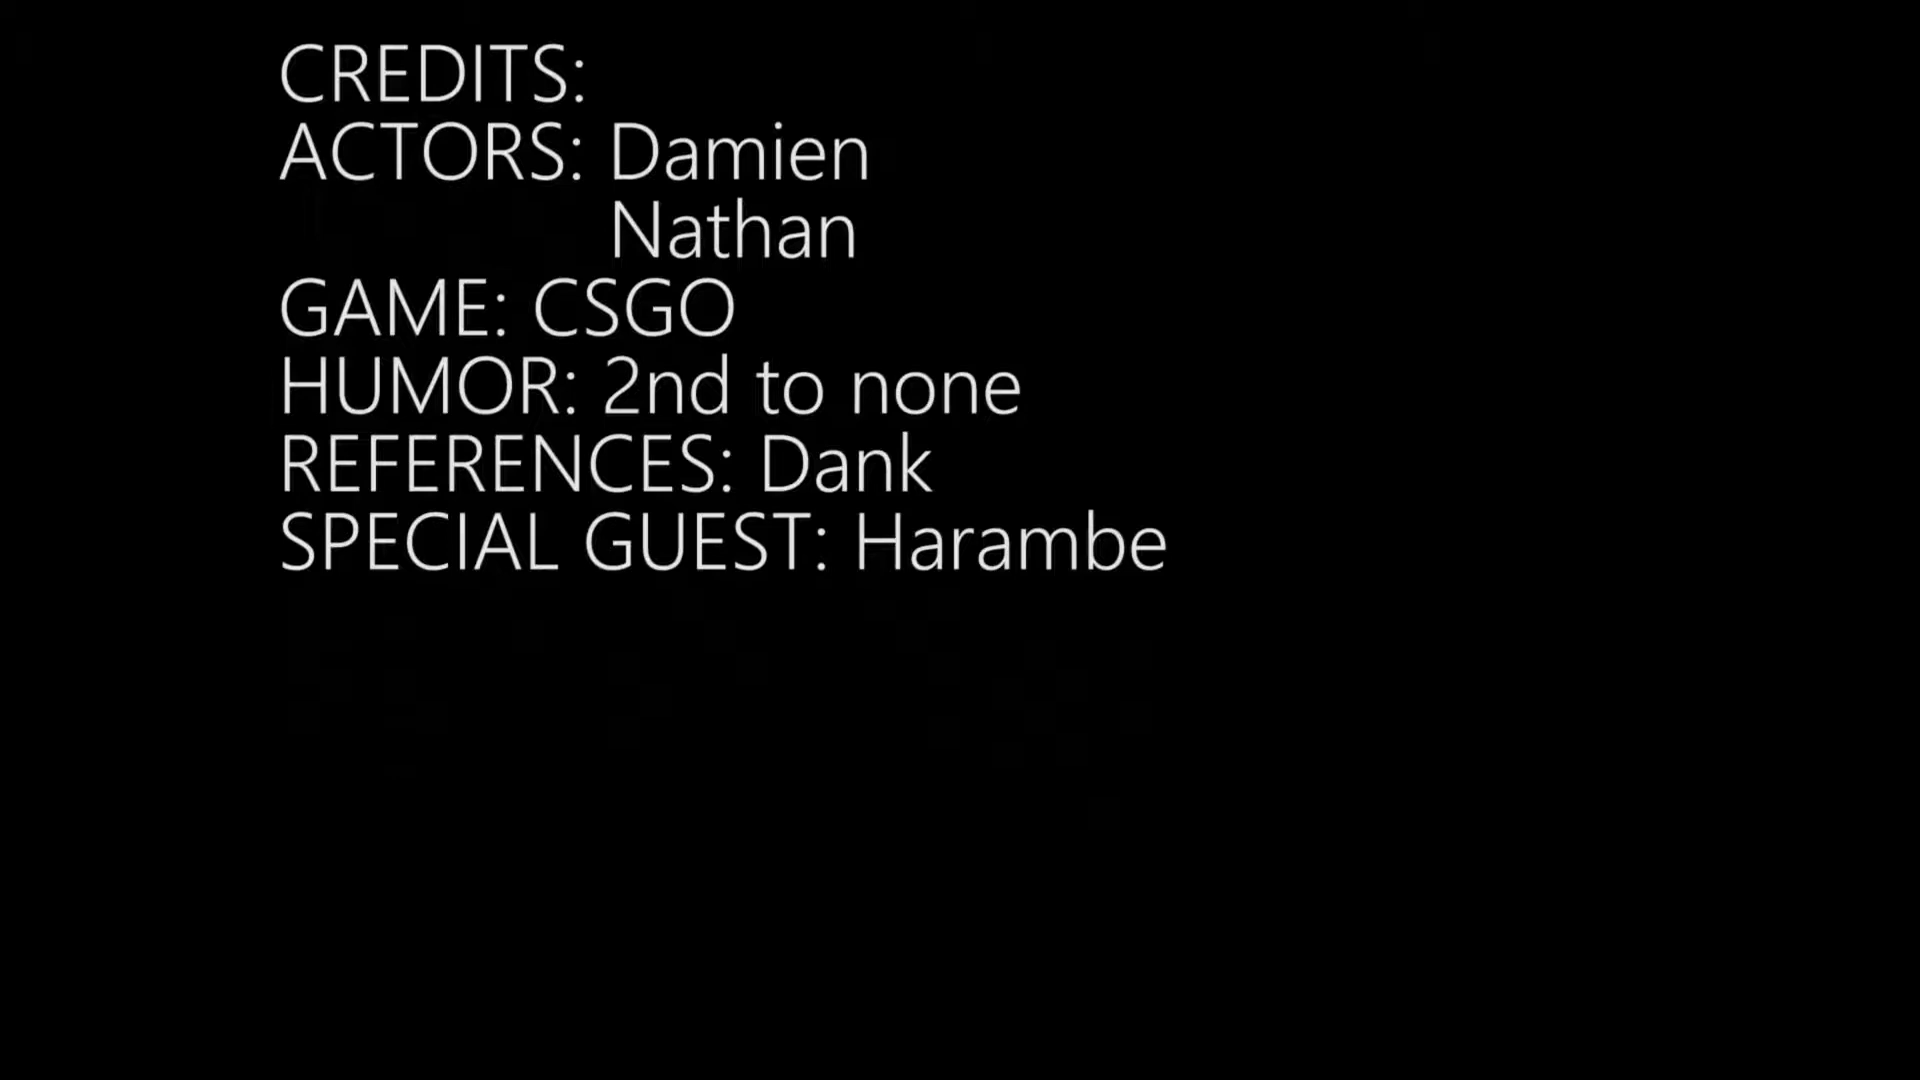 CREDITS:
ACTORS: Damien
Nathan
GAME: CSGO
HUMOR: 2nd to none
REFERENCES: Dank
SPECIAL GUEST: Harambe